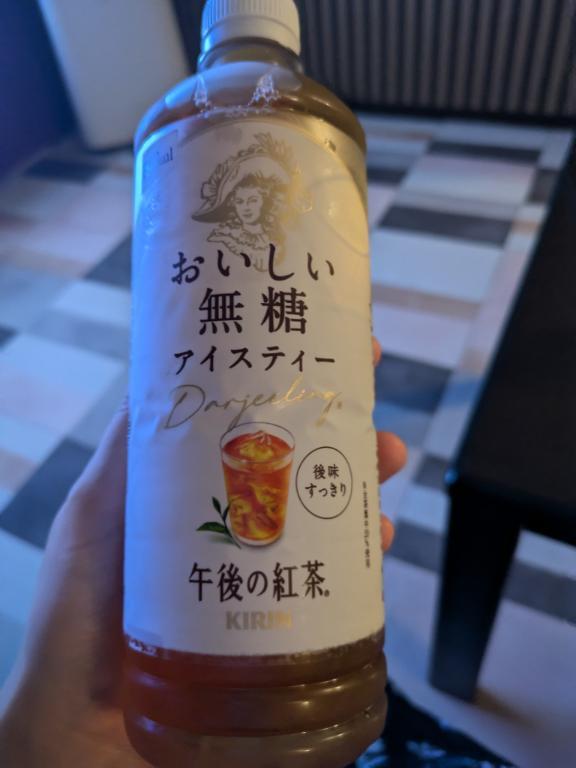 ml
おいしい
無糖
アイスティー
Darjeeling®
後味
すっきり
午後の紅茶®
KIRIN